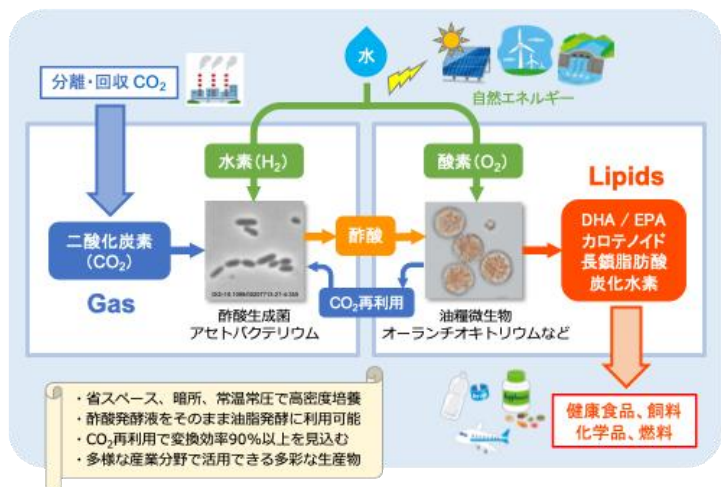 水
自然エネルギー
分離・回収 CO₂
水素(H₂)
酸素(O₂)
Lipids
二酸化炭素
(CO₂)
Gas
酢酸
CO₂再利用
酢酸生成菌
アセトバクテリウム
油糧微生物
オーランチオキトリウムなど
DHA / EPA
カロテノイド
長鎖脂肪酸
炭化水素
健康食品、飼料
化学品、燃料
・省スペース、暗所、常温常圧で高密度培養
・酢酸発酵液をそのまま油脂発酵に利用可能
・CO₂再利用で変換効率90%以上を見込む
・多様な産業分野で活用できる多彩な生産物